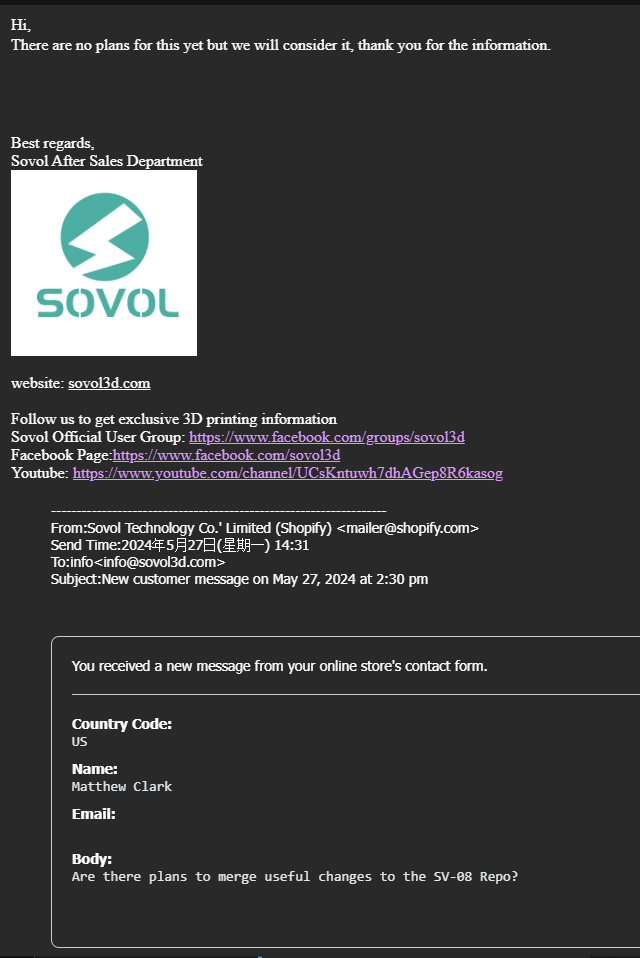 Hi,
There are no plans for this yet but we will consider it, thank you for the information.
Best regards,
Sovol After Sales Department
SOVOL
website: sovol3d.com
Follow us to get exclusive 3D printing information
Sovol Official User Group: https://www.facebook.com/groups/sovol3d
Facebook Page:https://www.facebook.com/sovol3d
Youtube: https://www.youtube.com/channel/UCsKntuwh7dhAGep8R6kasog
------------------------------------------------------------------
From:Sovol Technology Co.' Limited (Shopify) <mailer@shopify.com>
Send Time:2024年5月27日(星期一) 14:31
To:info<info@sovol3d.com>
Subject:New customer message on May 27, 2024 at 2:30 pm
You received a new message from your online store's contact form.
Country Code:
US
Name:
Matthew Clark
Email:
Body:
Are there plans to merge useful changes to the SV-08 Repo?